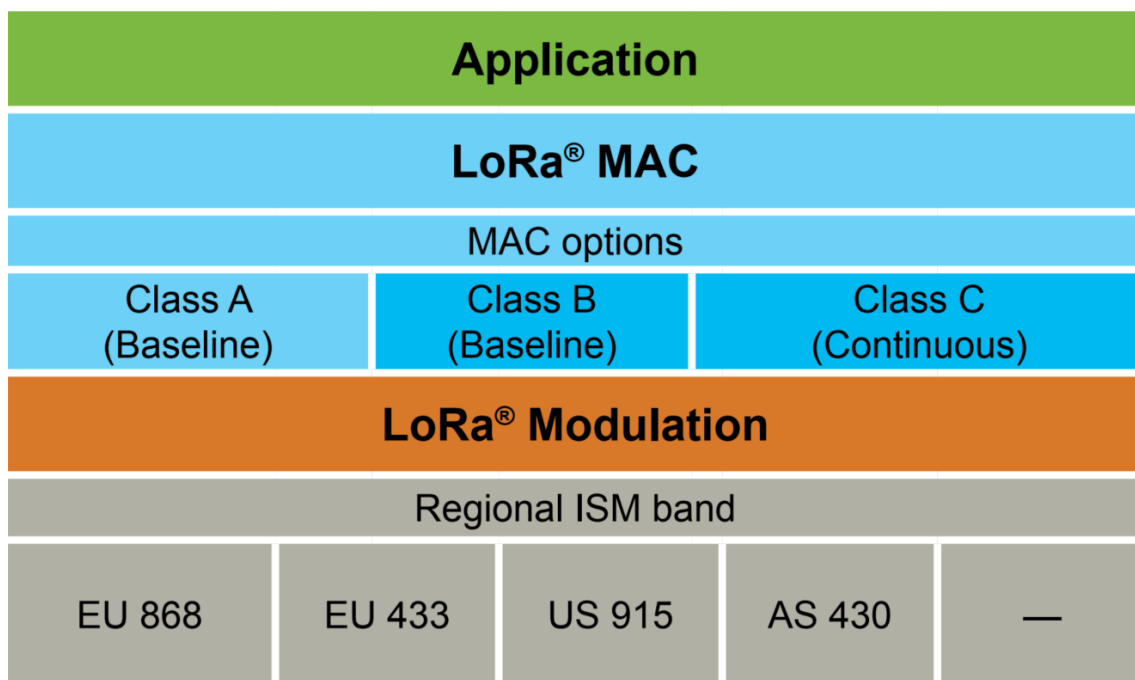 Application
LoRa® MAC
MAC options
Class A
(Baseline)
Class B
(Baseline)
Class C
(Continuous)
LoRa® Modulation
Regional ISM band
EU 868
EU 433
US 915
AS 430
—